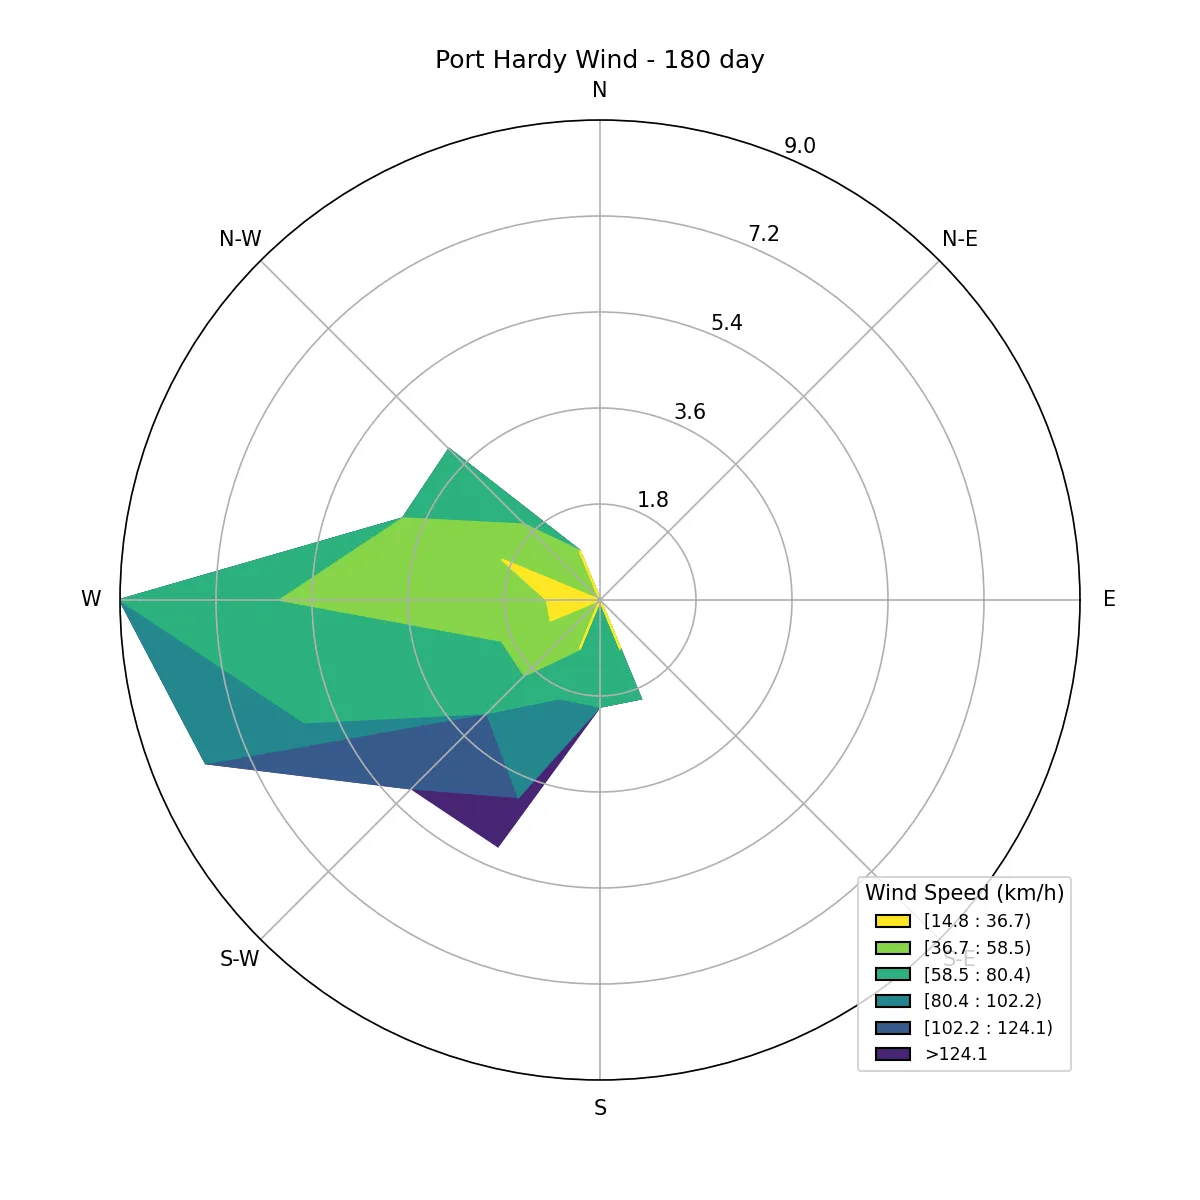 Port Hardy Wind - 180 day
N
9.0
N-W
N-E
7.2
5.4
3.6
1.8
W
E
S-W
S-E
S
Wind Speed (km/h)
[14.8 : 36.7)
[36.7 : 58.5)
[58.5 : 80.4)
[80.4 : 102.2)
[102.2 : 124.1)
>124.1